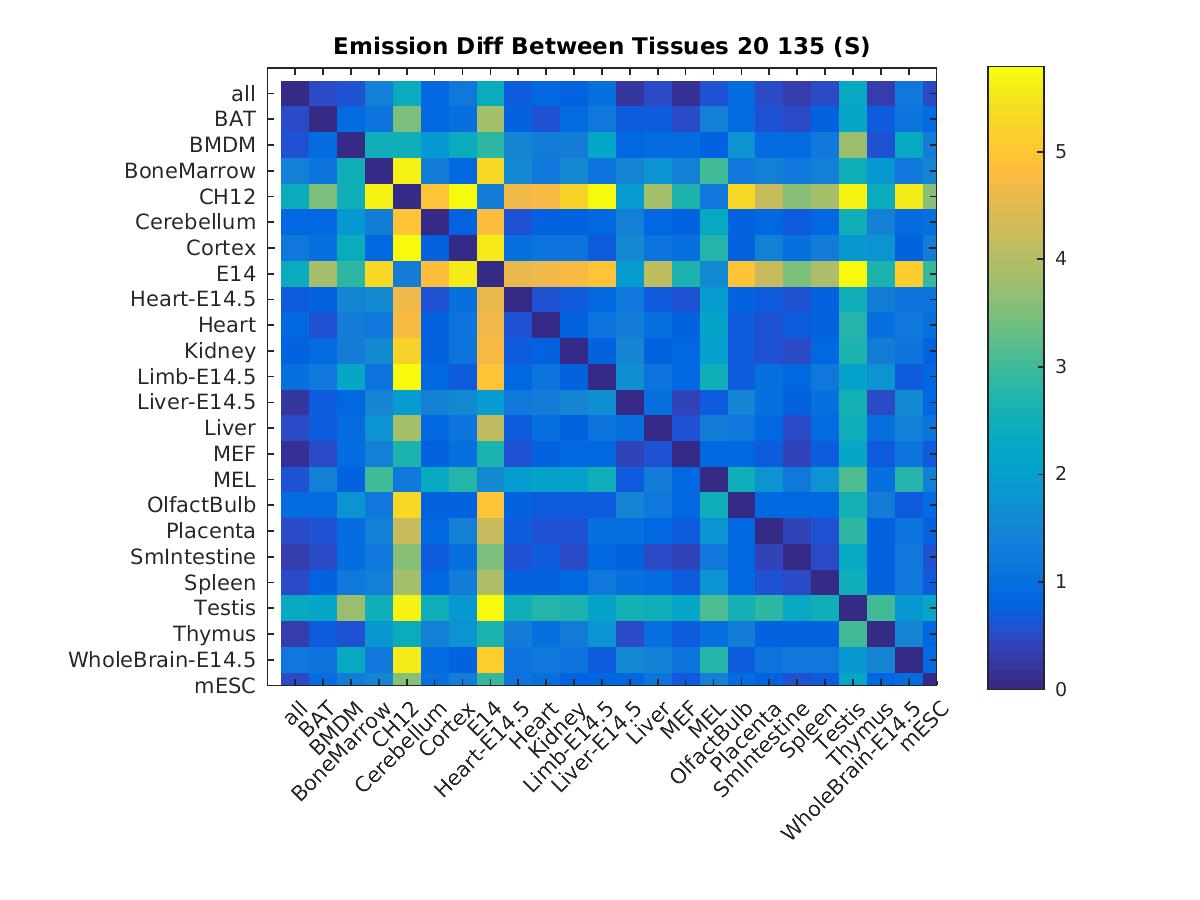 Emission Diff Between Tissues 20 135 (S)
all
BAT
BMDM
BoneMarrow
CH12
Cerebellum
Cortex
E14
Heart-E14.5
Heart
Kidney
Limb-E14.5
Liver-E14.5
Liver
MEF
MEL
OlfactBulb
Placenta
SmIntestine
Spleen
Testis
Thymus
WholeBrain-E14.5
mESC
all
BAT
BMDM
BoneMarrow
CH12
Cerebellum
Cortex
E14
Heart-E14.5
Heart
Kidney
Limb-E14.5
Liver-E14.5
Liver
MEF
MEL
OlfactBulb
Placenta
SmIntestine
Spleen
Testis
Thymus
WholeBrain-E14.5
mESC
5
4
3
2
1
0